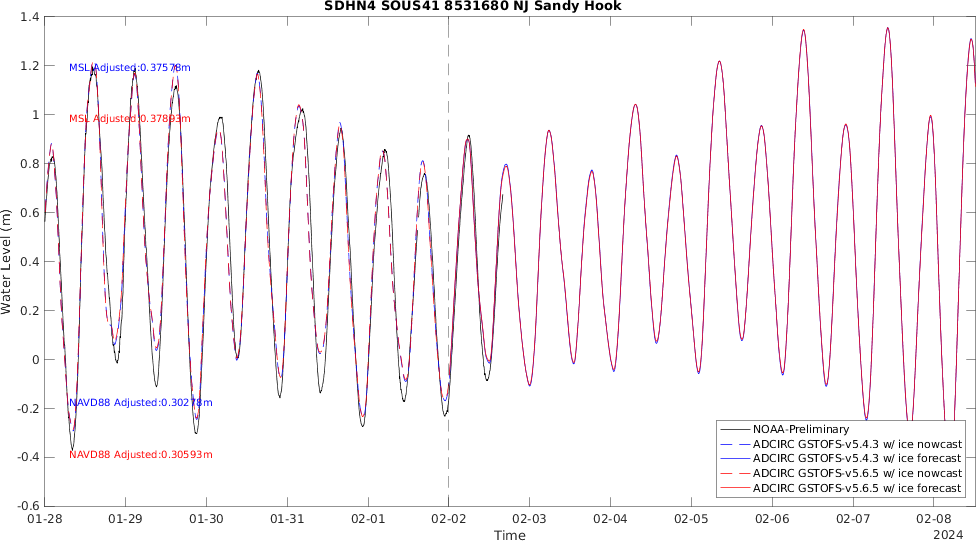 SDHN4 SOUS41 8531680 NJ Sandy Hook
1.4
1.2
1
0.8
0.6
0.4
0.2
0
-0.2
-0.4
-0.6
Water Level (m)
MSL Adjusted:0.37578m
MSL Adjusted:0.37893m
NAVD88 Adjusted:0.30278m
NAVD88 Adjusted:0.30593m
NOAA-Preliminary
ADCIRC GSTOFS-v5.4.3 w/ ice nowcast
ADCIRC GSTOFS-v5.4.3 w/ ice forecast
ADCIRC GSTOFS-v5.6.5 w/ ice nowcast
ADCIRC GSTOFS-v5.6.5 w/ ice forecast
01-28 01-29 01-30 01-31 02-01 02-02 02-03 02-04 02-05 02-06 02-07 02-08
Time
2024